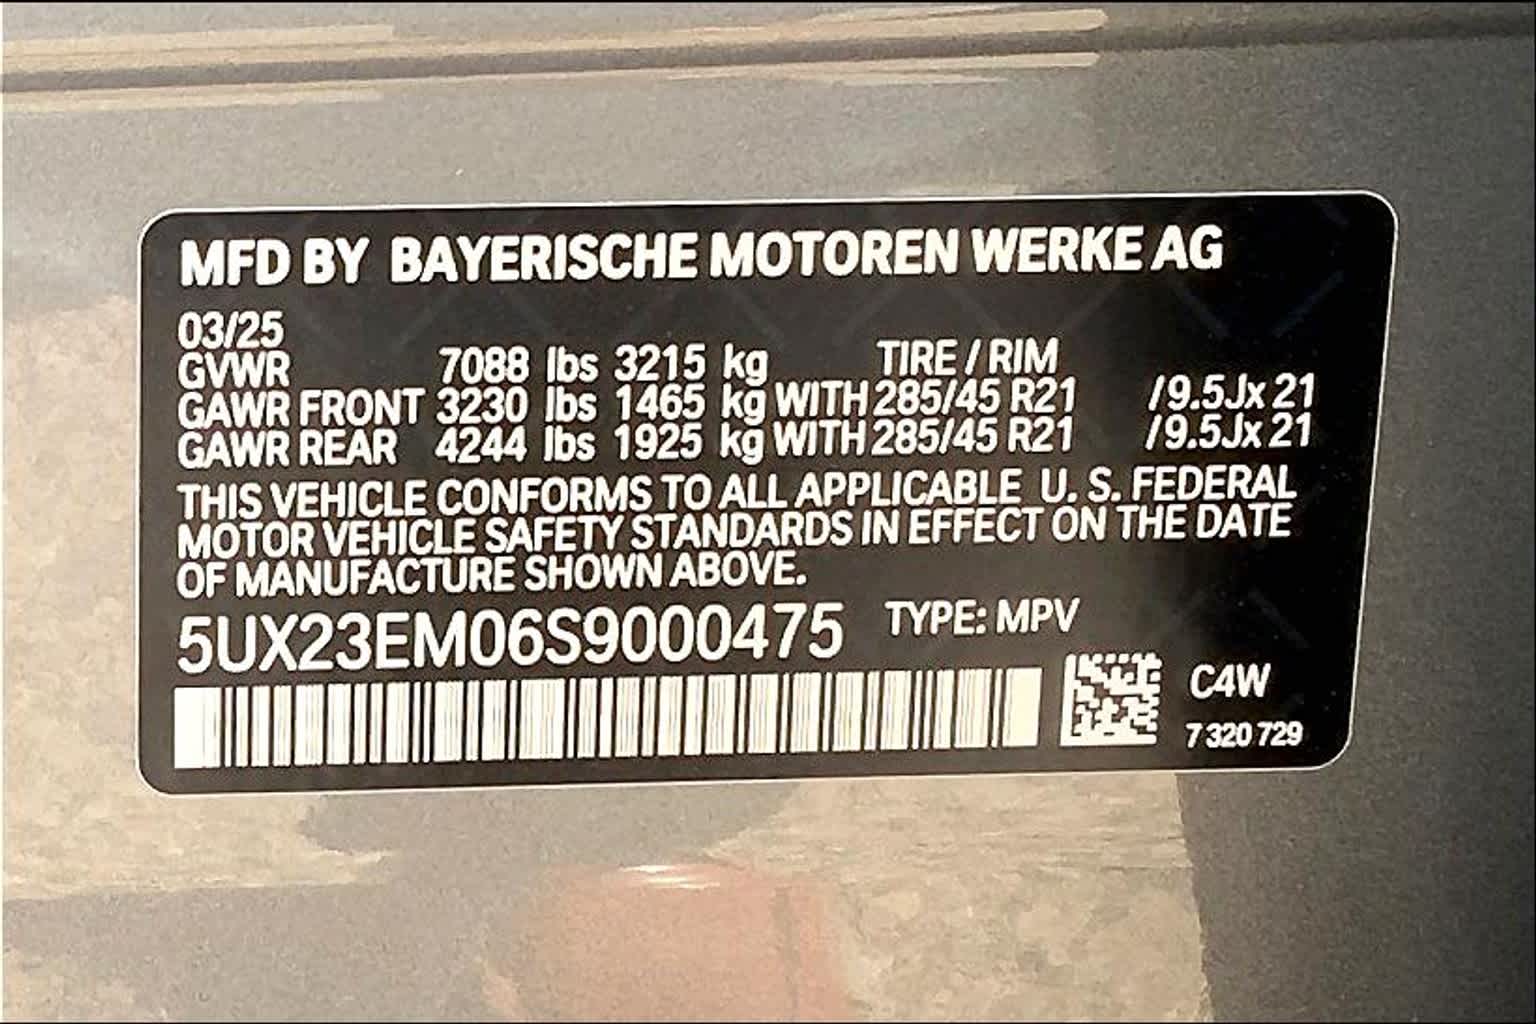 MFD BY BAYERISCHE MOTOREN WERKE AG
03/25
GVWR 7088 lbs 3215 kg TIRE / RIM
GAWR FRONT 3230 lbs 1465 kg WITH 285/45 R21 /9.5Jx 21
GAWR REAR 4244 lbs 1925 kg WITH 285/45 R21 /9.5Jx 21
THIS VEHICLE CONFORMS TO ALL APPLICABLE U. S. FEDERAL
MOTOR VEHICLE SAFETY STANDARDS IN EFFECT ON THE DATE
OF MANUFACTURE SHOWN ABOVE.
5UX23EM06S9000475 TYPE: MPV
C4W
7 320 729